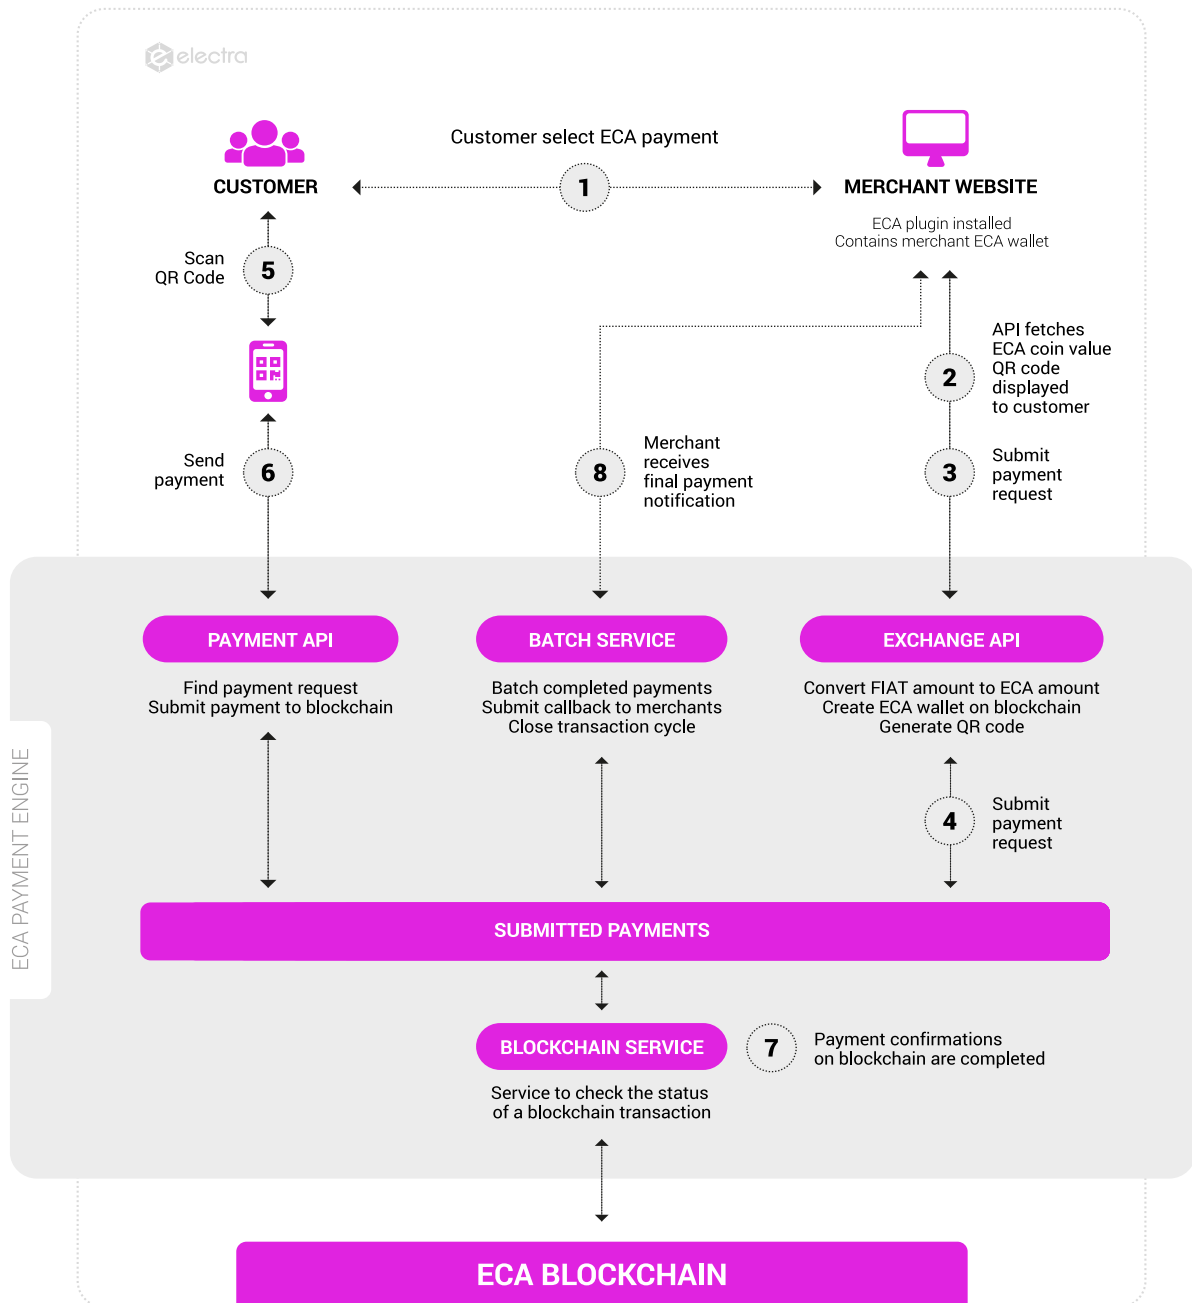 electra
Customer select ECA payment
1
CUSTOMER
MERCHANT WEBSITE
ECA plugin installed
Contains merchant ECA wallet
Scan
QR Code
5
API fetches
ECA coin value
QR code
displayed
to customer
2
Send
payment
6
8
Merchant
receives
final payment
notification
3
Submit
payment
request
PAYMENT API
Find payment request
Submit payment to blockchain
BATCH SERVICE
Batch completed payments
Submit callback to merchants
Close transaction cycle
EXCHANGE API
Convert FIAT amount to ECA amount
Create ECA wallet on blockchain
Generate QR code
ECA PAYMENT ENGINE
4
Submit
payment
request
SUBMITTED PAYMENTS
BLOCKCHAIN SERVICE
Service to check the status
of a blockchain transaction
7
Payment confirmations
on blockchain are completed
ECA BLOCKCHAIN